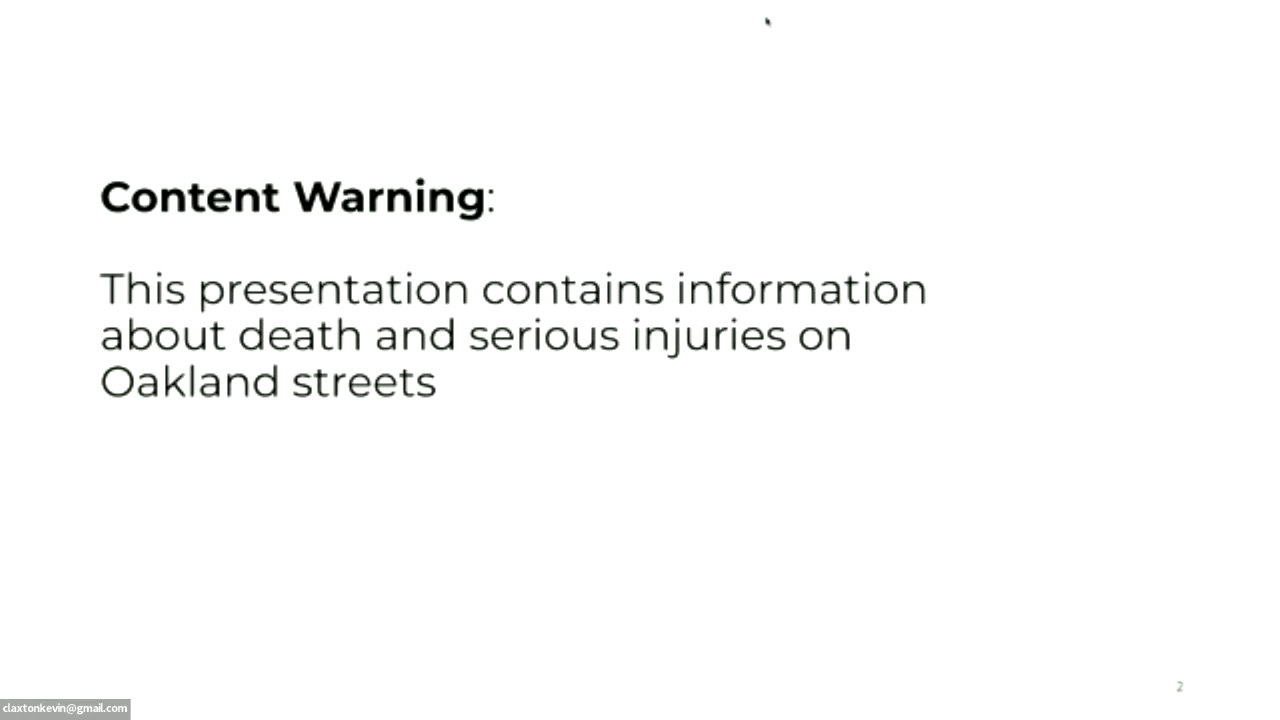 Content Warning:
This presentation contains information
about death and serious injuries on
Oakland streets
2
claxtonkevin@gmail.com